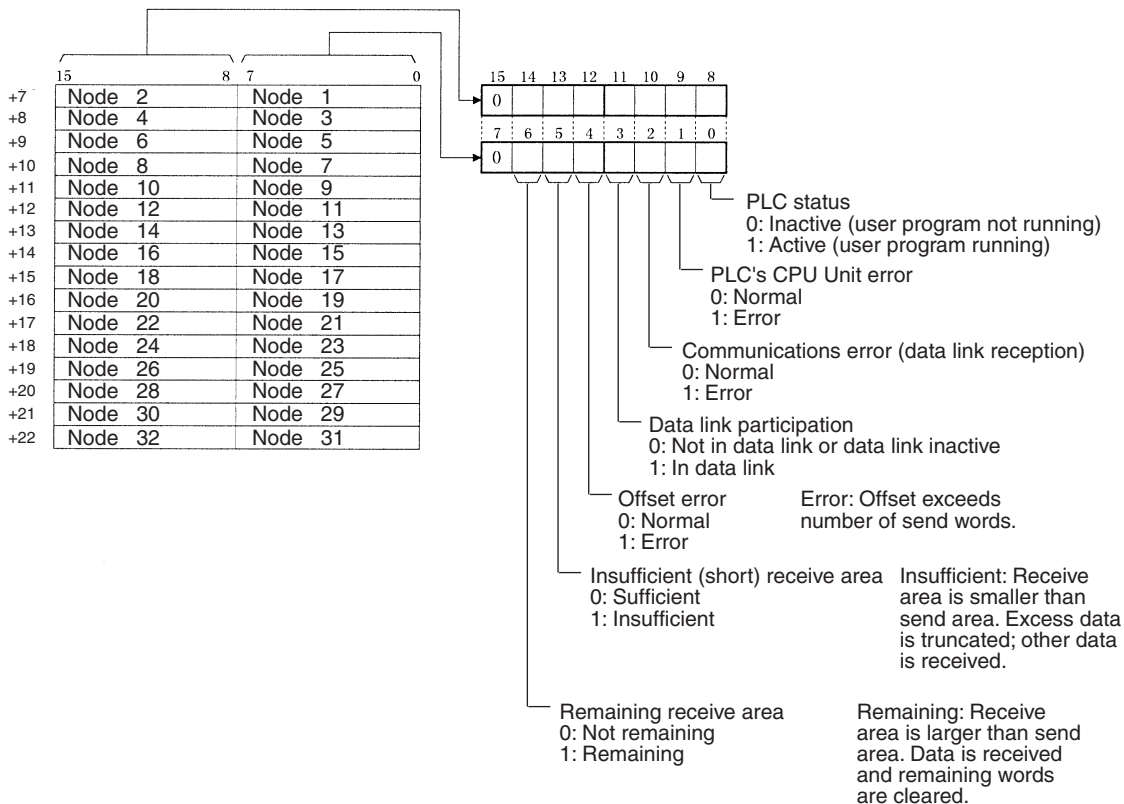 15 8 7 0
+7 Node 2 Node 1
+8 Node 4 Node 3
+9 Node 6 Node 5
+10 Node 8 Node 7
+11 Node 10 Node 9
+12 Node 12 Node 11
+13 Node 14 Node 13
+14 Node 16 Node 15
+15 Node 18 Node 17
+16 Node 20 Node 19
+17 Node 22 Node 21
+18 Node 24 Node 23
+19 Node 26 Node 25
+20 Node 28 Node 27
+21 Node 30 Node 29
+22 Node 32 Node 31
15 14 13 12 11 10 9 8
0
7 6 5 4 3 2 1 0
0
PLC status
0: Inactive (user program not running)
1: Active (user program running)
PLC's CPU Unit error
0: Normal
1: Error
Communications error (data link reception)
0: Normal
1: Error
Data link participation
0: Not in data link or data link inactive
1: In data link
Offset error
0: Normal
1: Error
Error: Offset exceeds
number of send words.
Insufficient (short) receive area
0: Sufficient
1: Insufficient
Insufficient: Receive
area is smaller than
send area. Excess data
is truncated; other data
is received.
Remaining receive area
0: Not remaining
1: Remaining
Remaining: Receive
area is larger than send
area. Data is received
and remaining words
are cleared.